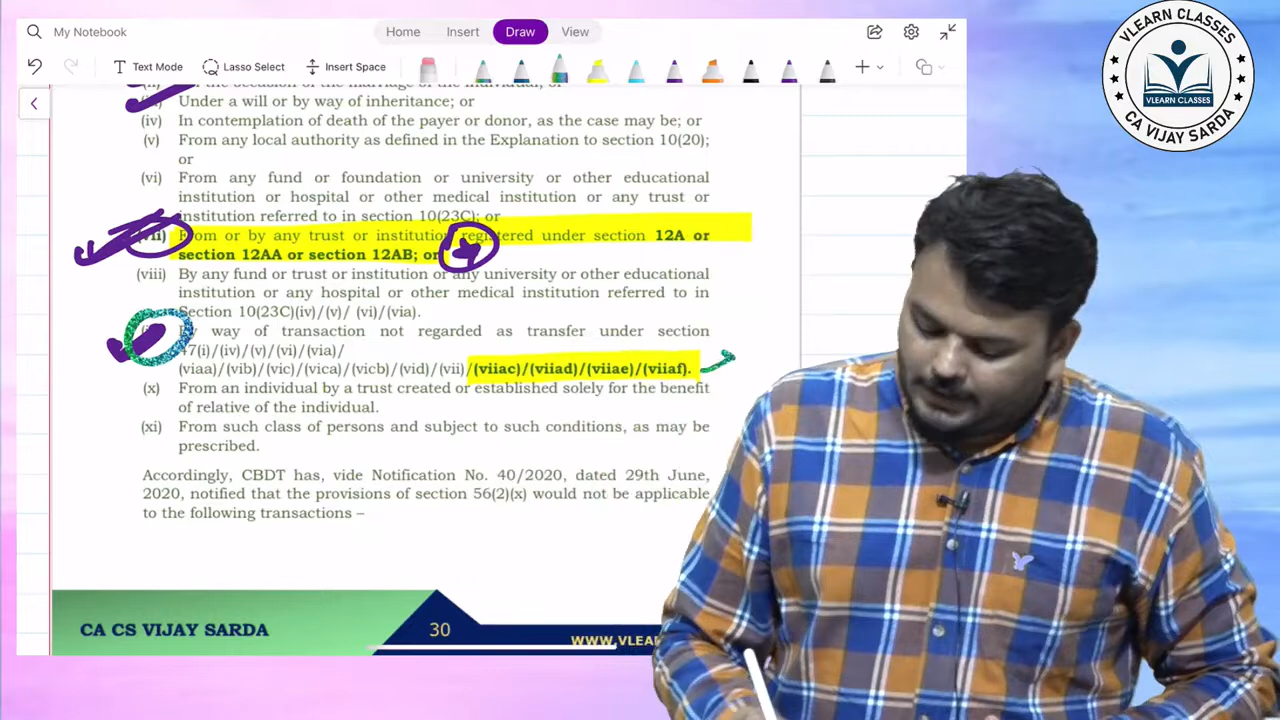 My Notebook
Home Insert Draw View
Text Mode Lasso Select Insert Space
Under a will or by way of inheritance; or
(iv) In contemplation of death of the payer or donor, as the case may be; or
(v) From any local authority as defined in the Explanation to section 10(20);
or
(vi) From any fund or foundation or university or other educational
institution or hospital or other medical institution or any trust or
institution referred to in section 10(23C); or
(vii) From or by any trust or institution registered under section 12A or
section 12AA or section 12AB; or
(viii) By any fund or trust or institution or any university or other educational
institution or any hospital or other medical institution referred to in
Section 10(23C)(iv)/(v)/ (vi)/(via).
By way of transaction not regarded as transfer under section
47(i)/(iv)/(v)/(vi)/(via)/
(viaa)/(vib)/(vic)/(vica)/(vicb)/(vid)/(vii)/(viiac)/(viiad)/(viiae)/(viiaf).
(x) From an individual by a trust created or established solely for the benefit
of relative of the individual.
(xi) From such class of persons and subject to such conditions, as may be
prescribed.
Accordingly, CBDT has, vide Notification No. 40/2020, dated 29th June,
2020, notified that the provisions of section 56(2)(x) would not be applicable
to the following transactions –
CA CS VIJAY SARDA
30
WWW.VLEA
VLEARN CLASSES
VLEARN CLASSES
CA VIJAY SARDA